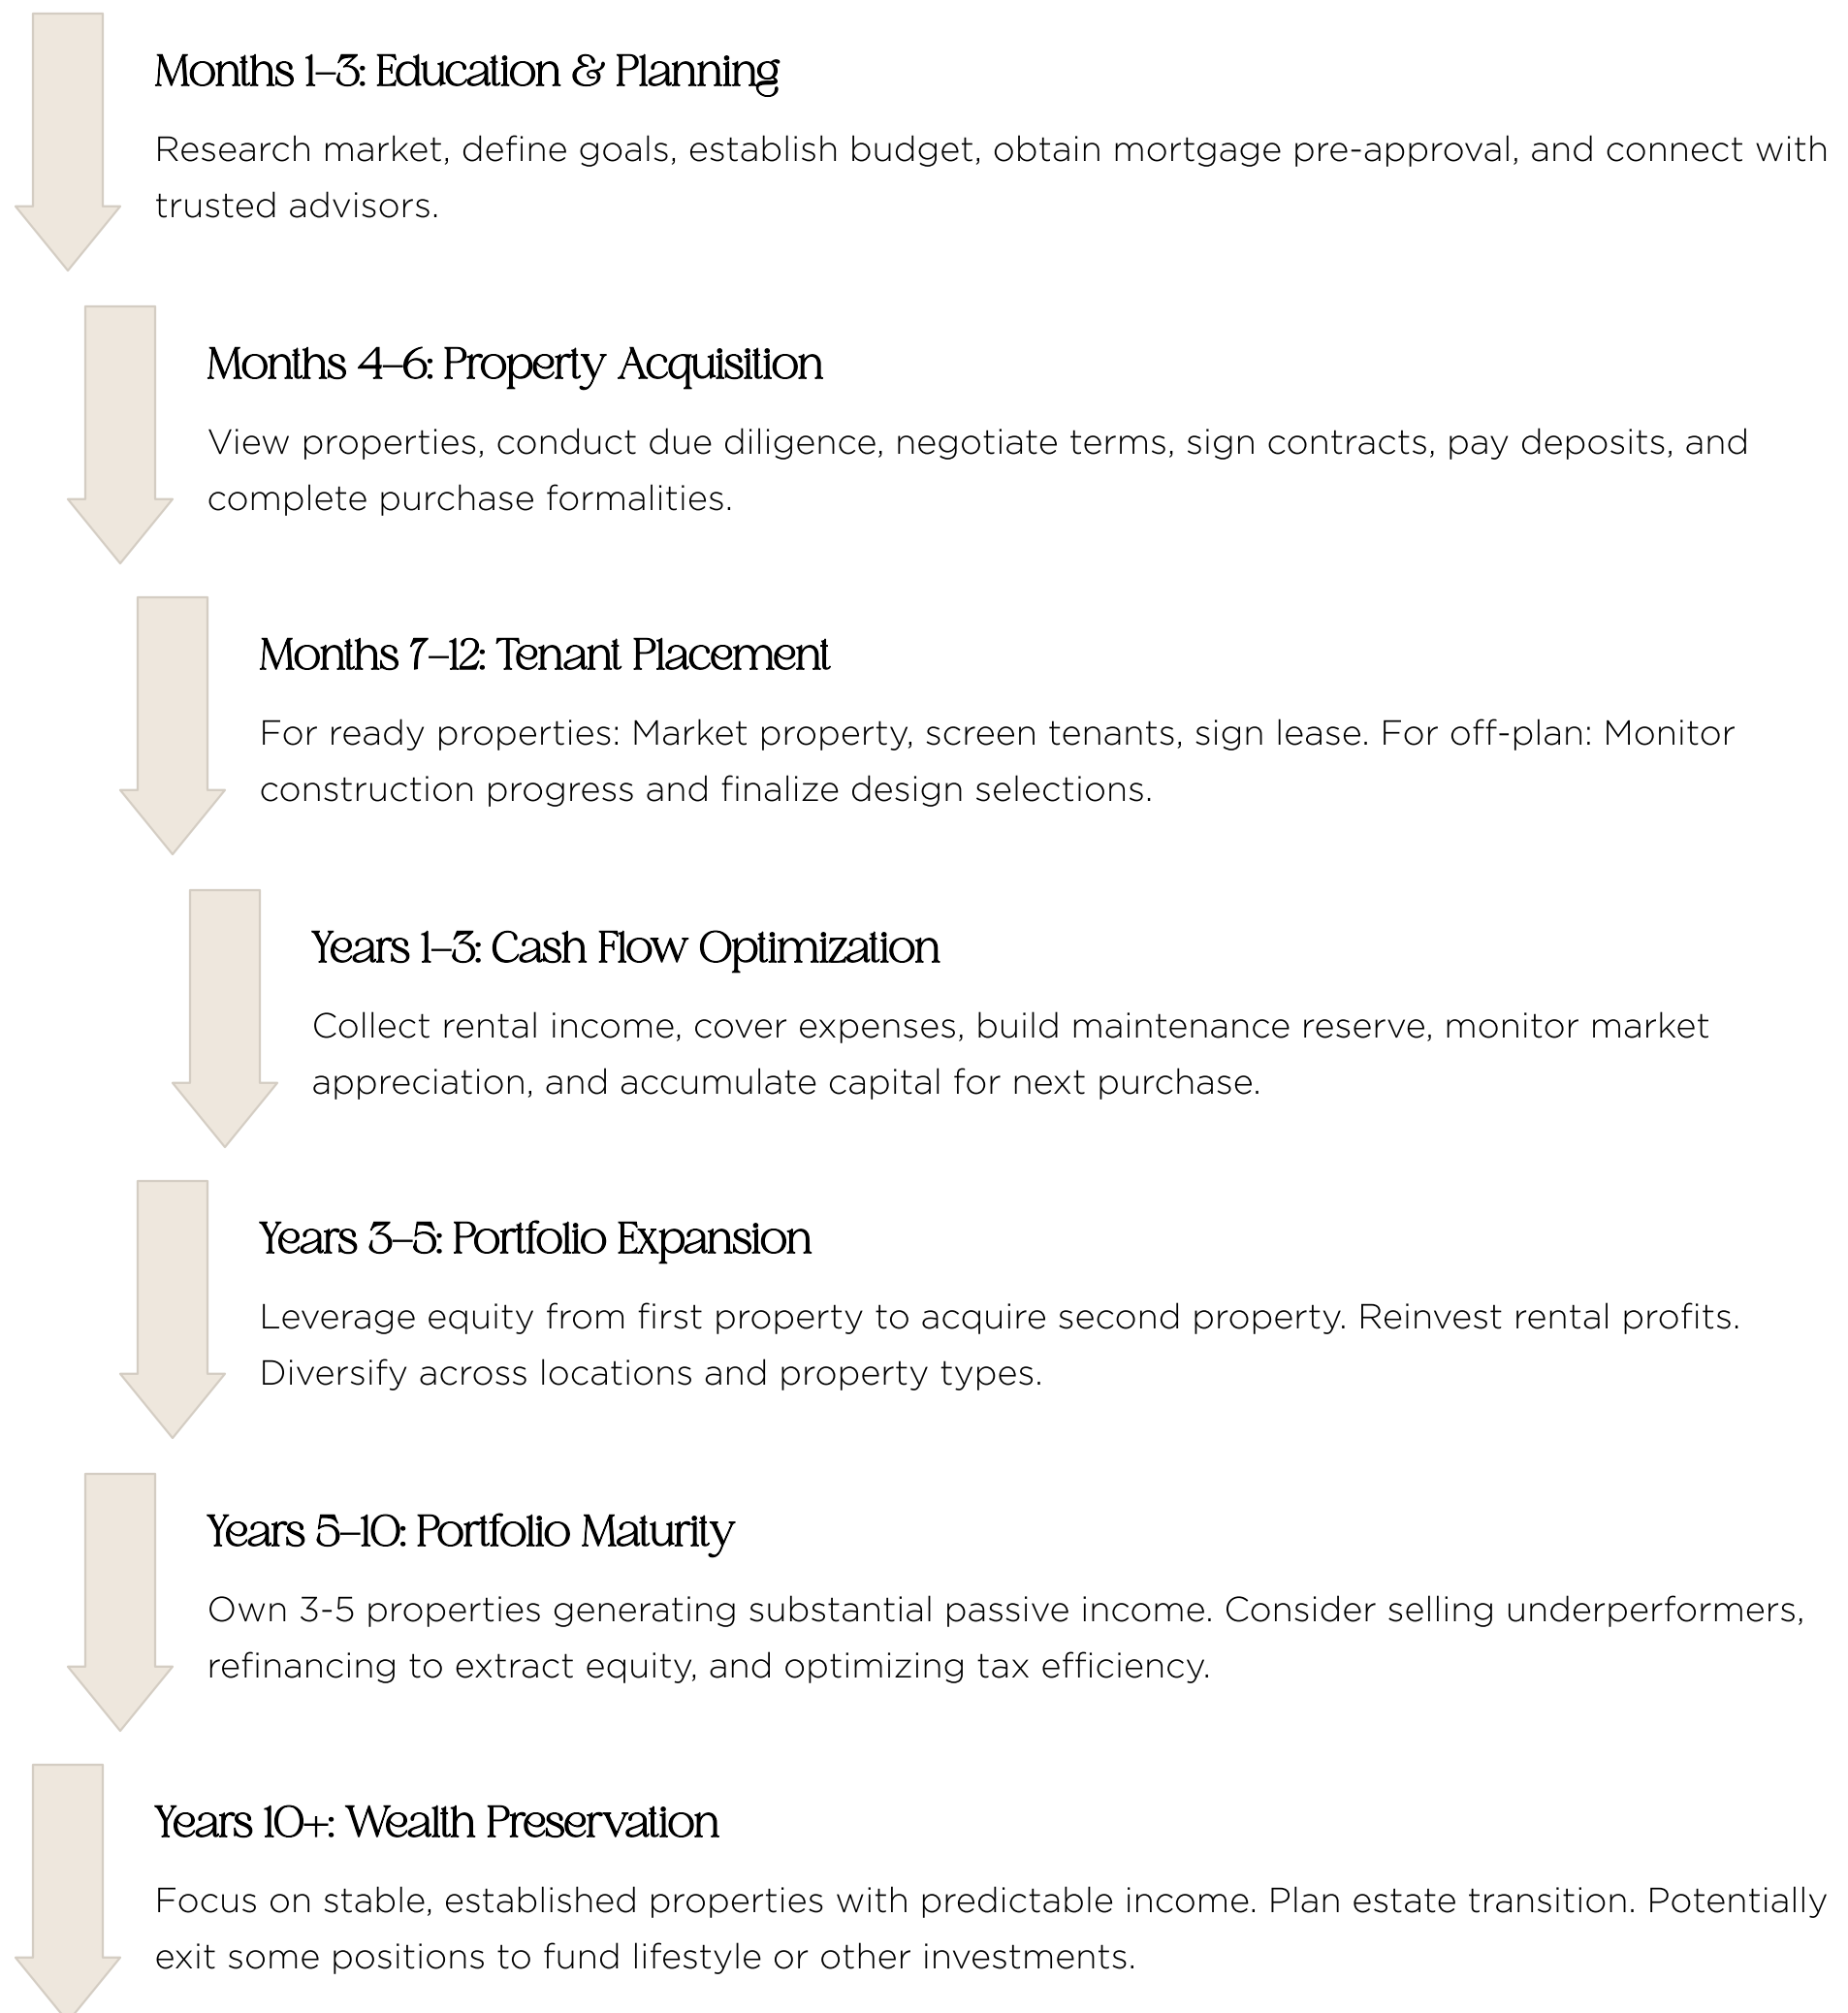 Months 1–3: Education & Planning
Research market, define goals, establish budget, obtain mortgage pre-approval, and connect with
trusted advisors.
Months 4–6: Property Acquisition
View properties, conduct due diligence, negotiate terms, sign contracts, pay deposits, and
complete purchase formalities.
Months 7–12: Tenant Placement
For ready properties: Market property, screen tenants, sign lease. For off-plan: Monitor
construction progress and finalize design selections.
Years 1–3: Cash Flow Optimization
Collect rental income, cover expenses, build maintenance reserve, monitor market
appreciation, and accumulate capital for next purchase.
Years 3–5: Portfolio Expansion
Leverage equity from first property to acquire second property. Reinvest rental profits.
Diversify across locations and property types.
Years 5–10: Portfolio Maturity
Own 3-5 properties generating substantial passive income. Consider selling underperformers,
refinancing to extract equity, and optimizing tax efficiency.
Years 10+: Wealth Preservation
Focus on stable, established properties with predictable income. Plan estate transition. Potentially
exit some positions to fund lifestyle or other investments.